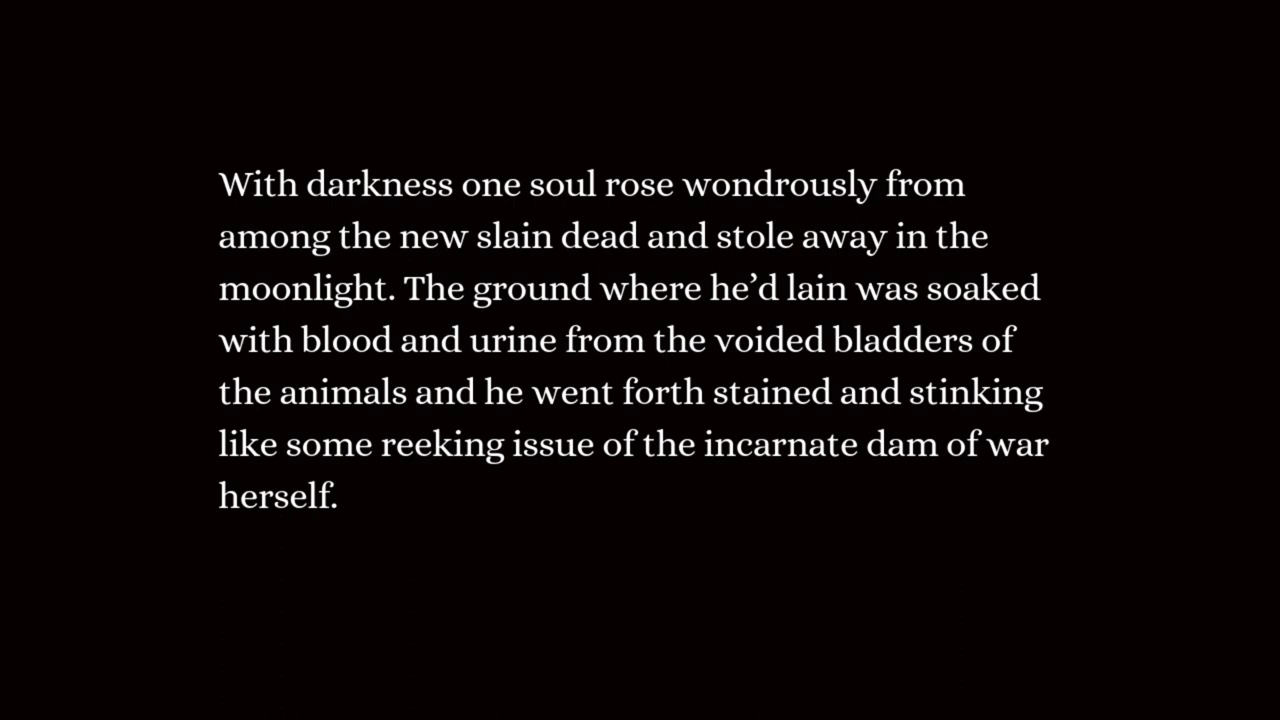 With darkness one soul rose wondrously from
among the new slain dead and stole away in the
moonlight. The ground where he’d lain was soaked
with blood and urine from the voided bladders of
the animals and he went forth stained and stinking
like some reeking issue of the incarnate dam of war
herself.